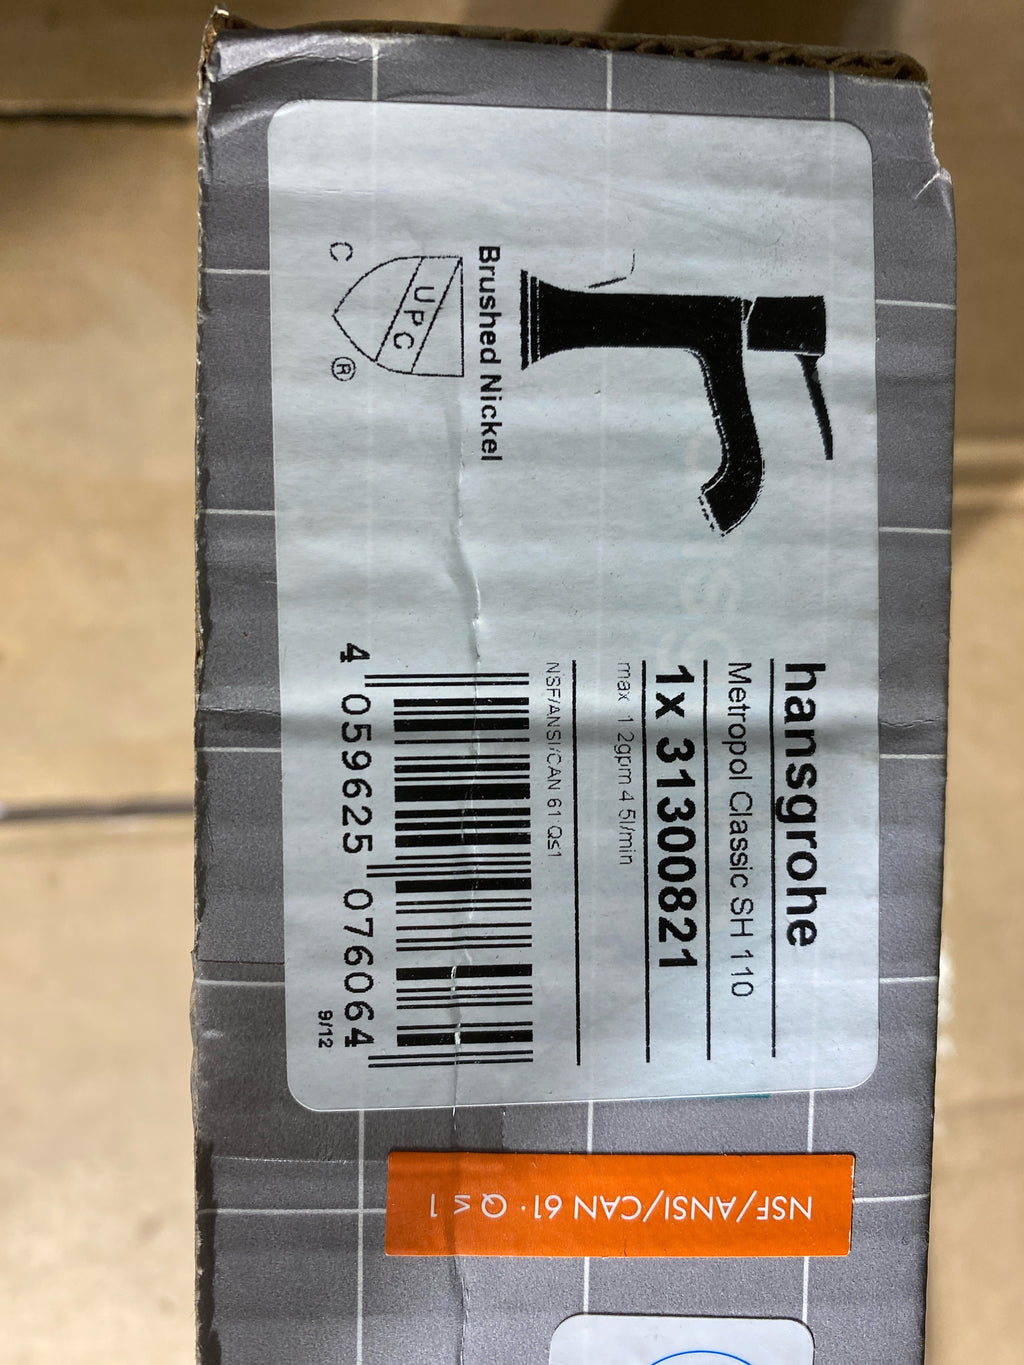 hansgrohe
Metropol Classic SH 110
1x 31300821
max 1.2gpm 4.5l/min
NSF/ANSI/CAN 61 Q≤1
Brushed Nickel
UPC
C ®
4 059625 076064
9/12
NSF/ANSI/CAN 61 · Q ≤ 1